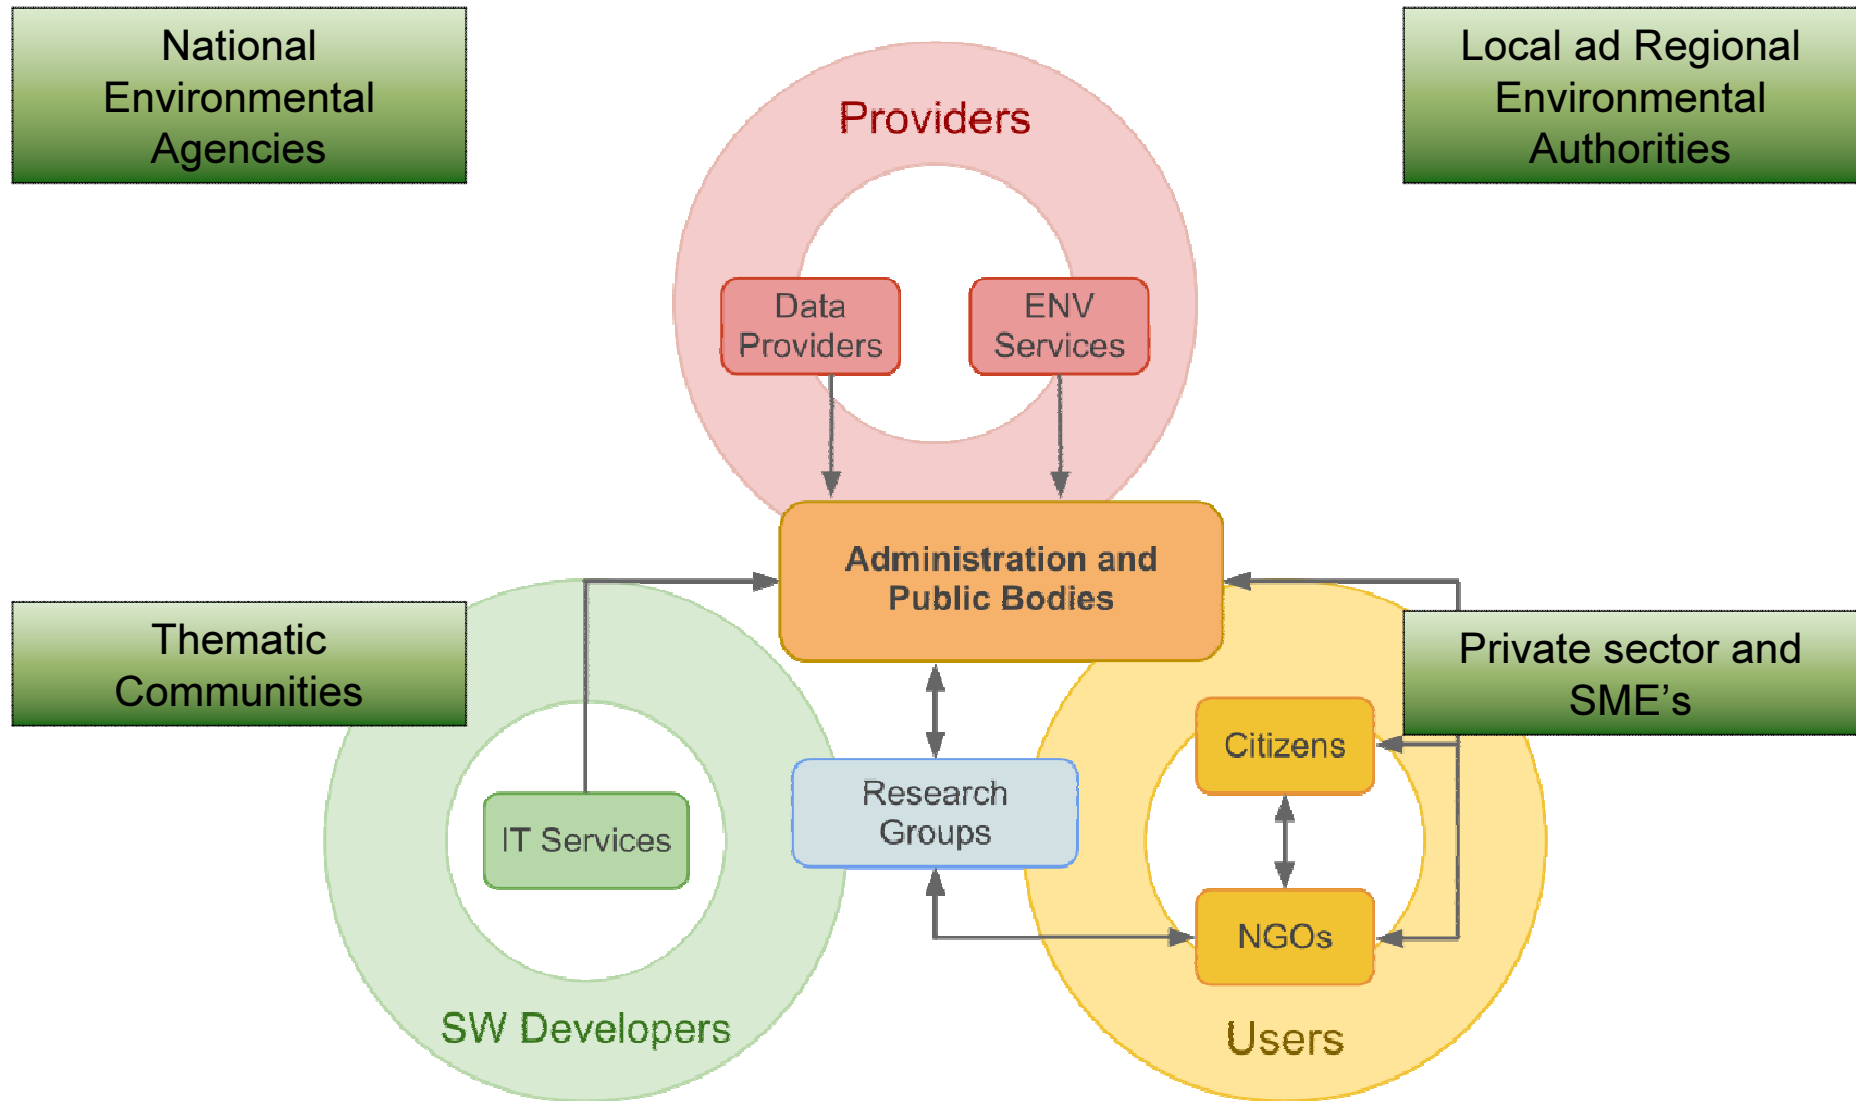 National
Environmental
Agencies
Local ad Regional
Environmental
Authorities
Providers
Data
Providers
ENV
Services
Administration and
Public Bodies
Thematic
Communities
Private sector and
SME’s
Citizens
Research
Groups
IT Services
NGOs
SW Developers
Users